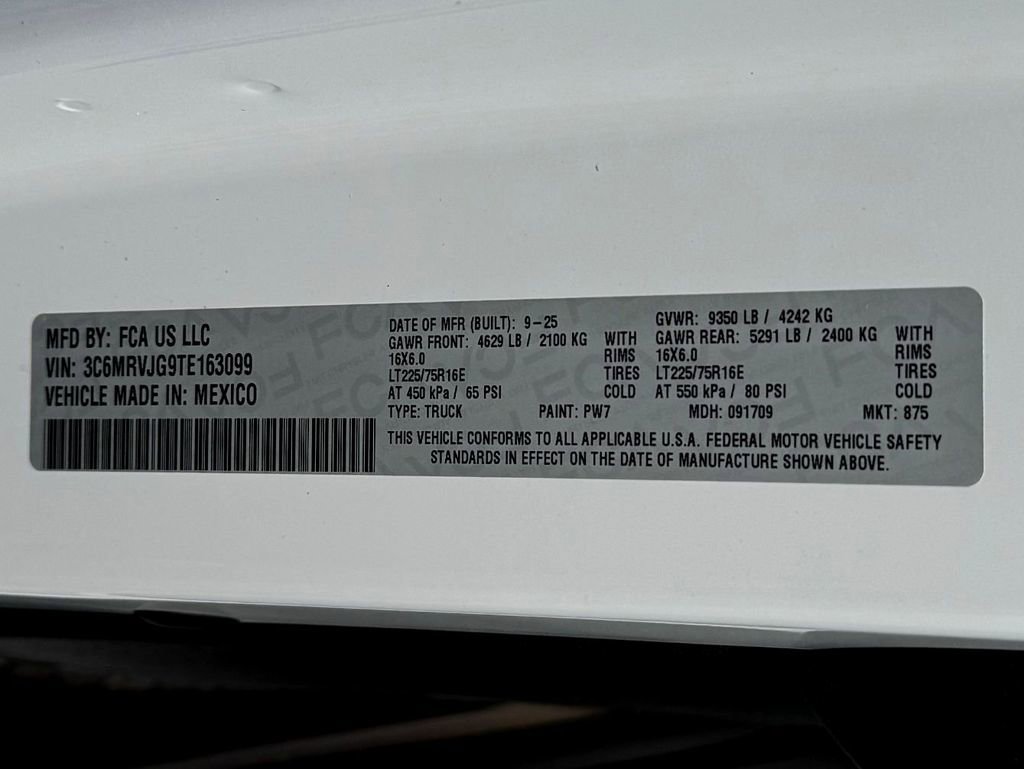 MFD BY: FCA US LLC
VIN: 3C6MRVJG9TE163099
VEHICLE MADE IN: MEXICO
DATE OF MFR (BUILT): 9-25
GAWR FRONT: 4629 LB / 2100 KG WITH
16X6.0 RIMS
LT225/75R16E TIRES
AT 450 kPa / 65 PSI COLD
GVWR: 9350 LB / 4242 KG
GAWR REAR: 5291 LB / 2400 KG WITH
16X6.0 RIMS
LT225/75R16E TIRES
AT 550 kPa / 80 PSI COLD
TYPE: TRUCK PAINT: PW7 MDH: 091709 MKT: 875
THIS VEHICLE CONFORMS TO ALL APPLICABLE U.S.A. FEDERAL MOTOR VEHICLE SAFETY
STANDARDS IN EFFECT ON THE DATE OF MANUFACTURE SHOWN ABOVE.